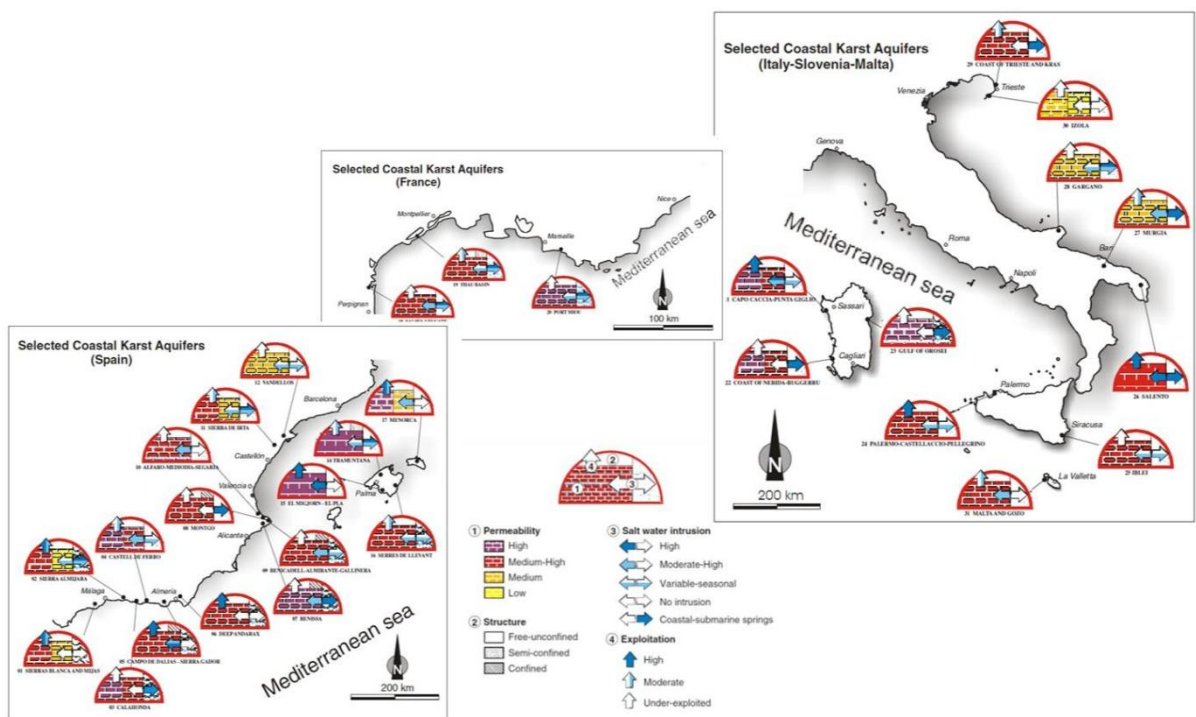 Selected Coastal Karst Aquifers
(Spain)
12 VANDELLOS
Barcelona
11 SIERRA DE IRTA
17 MENORCA
10 ALFARO-MEDIODIA-SEGARIA
Castellón
14 TRAMUNTANA
Valencia
15 EL MIGJORN - EL PLA
Palma
08 MONTGO
Alicante
16 SERRES DE LLEVANT
04 CASTELL DE FERRO
09 BENICADELL-ALMIRANTE-GALLINERA
02 SIERRA ALMIJARA
07 BENIOA
Málaga
Almería
06 DEEP ANDARAX
01 SIERRAS BLANCA AND MIJAS
05 CAMPO DE DALIAS - SIERRA GADOR
03 CALAHONDA
Mediterranean sea
N
200 km
Selected Coastal Karst Aquifers
(France)
Nice
Montpellier
Marseille
19 THAU BASIN
20 PORT MIOU
Perpignan
Mediterranean sea
N
100 km
Selected Coastal Karst Aquifers
(Italy-Slovenia-Malta)
29 COAST OF TRIESTE AND KRAS
Venezia
Trieste
30 IZOLA
Genova
28 GARGANO
27 MURGIA
Mediterranean sea
Roma
Bari
Napoli
1 CAPO CACCIA-PUNTA GIGLIO
Sassari
23 GULF OF OROSEI
Cagliari
22 COAST OF NEBIDA-BUGGERRU
26 SALENTO
Palermo
24 PALERMO-CASTELLACCIO-PELLEGRINO
Siracusa
25 IBLEI
La Valletta
31 MALTA AND GOZO
N
200 km
4
2
1
3
1 Permeability
High
Medium-High
Medium
Low
2 Structure
Free-unconfined
Semi-confined
Confined
3 Salt water intrusion
High
Moderate-High
Variable-seasonal
No intrusion
Coastal-submarine springs
4 Exploitation
High
Moderate
Under-exploited